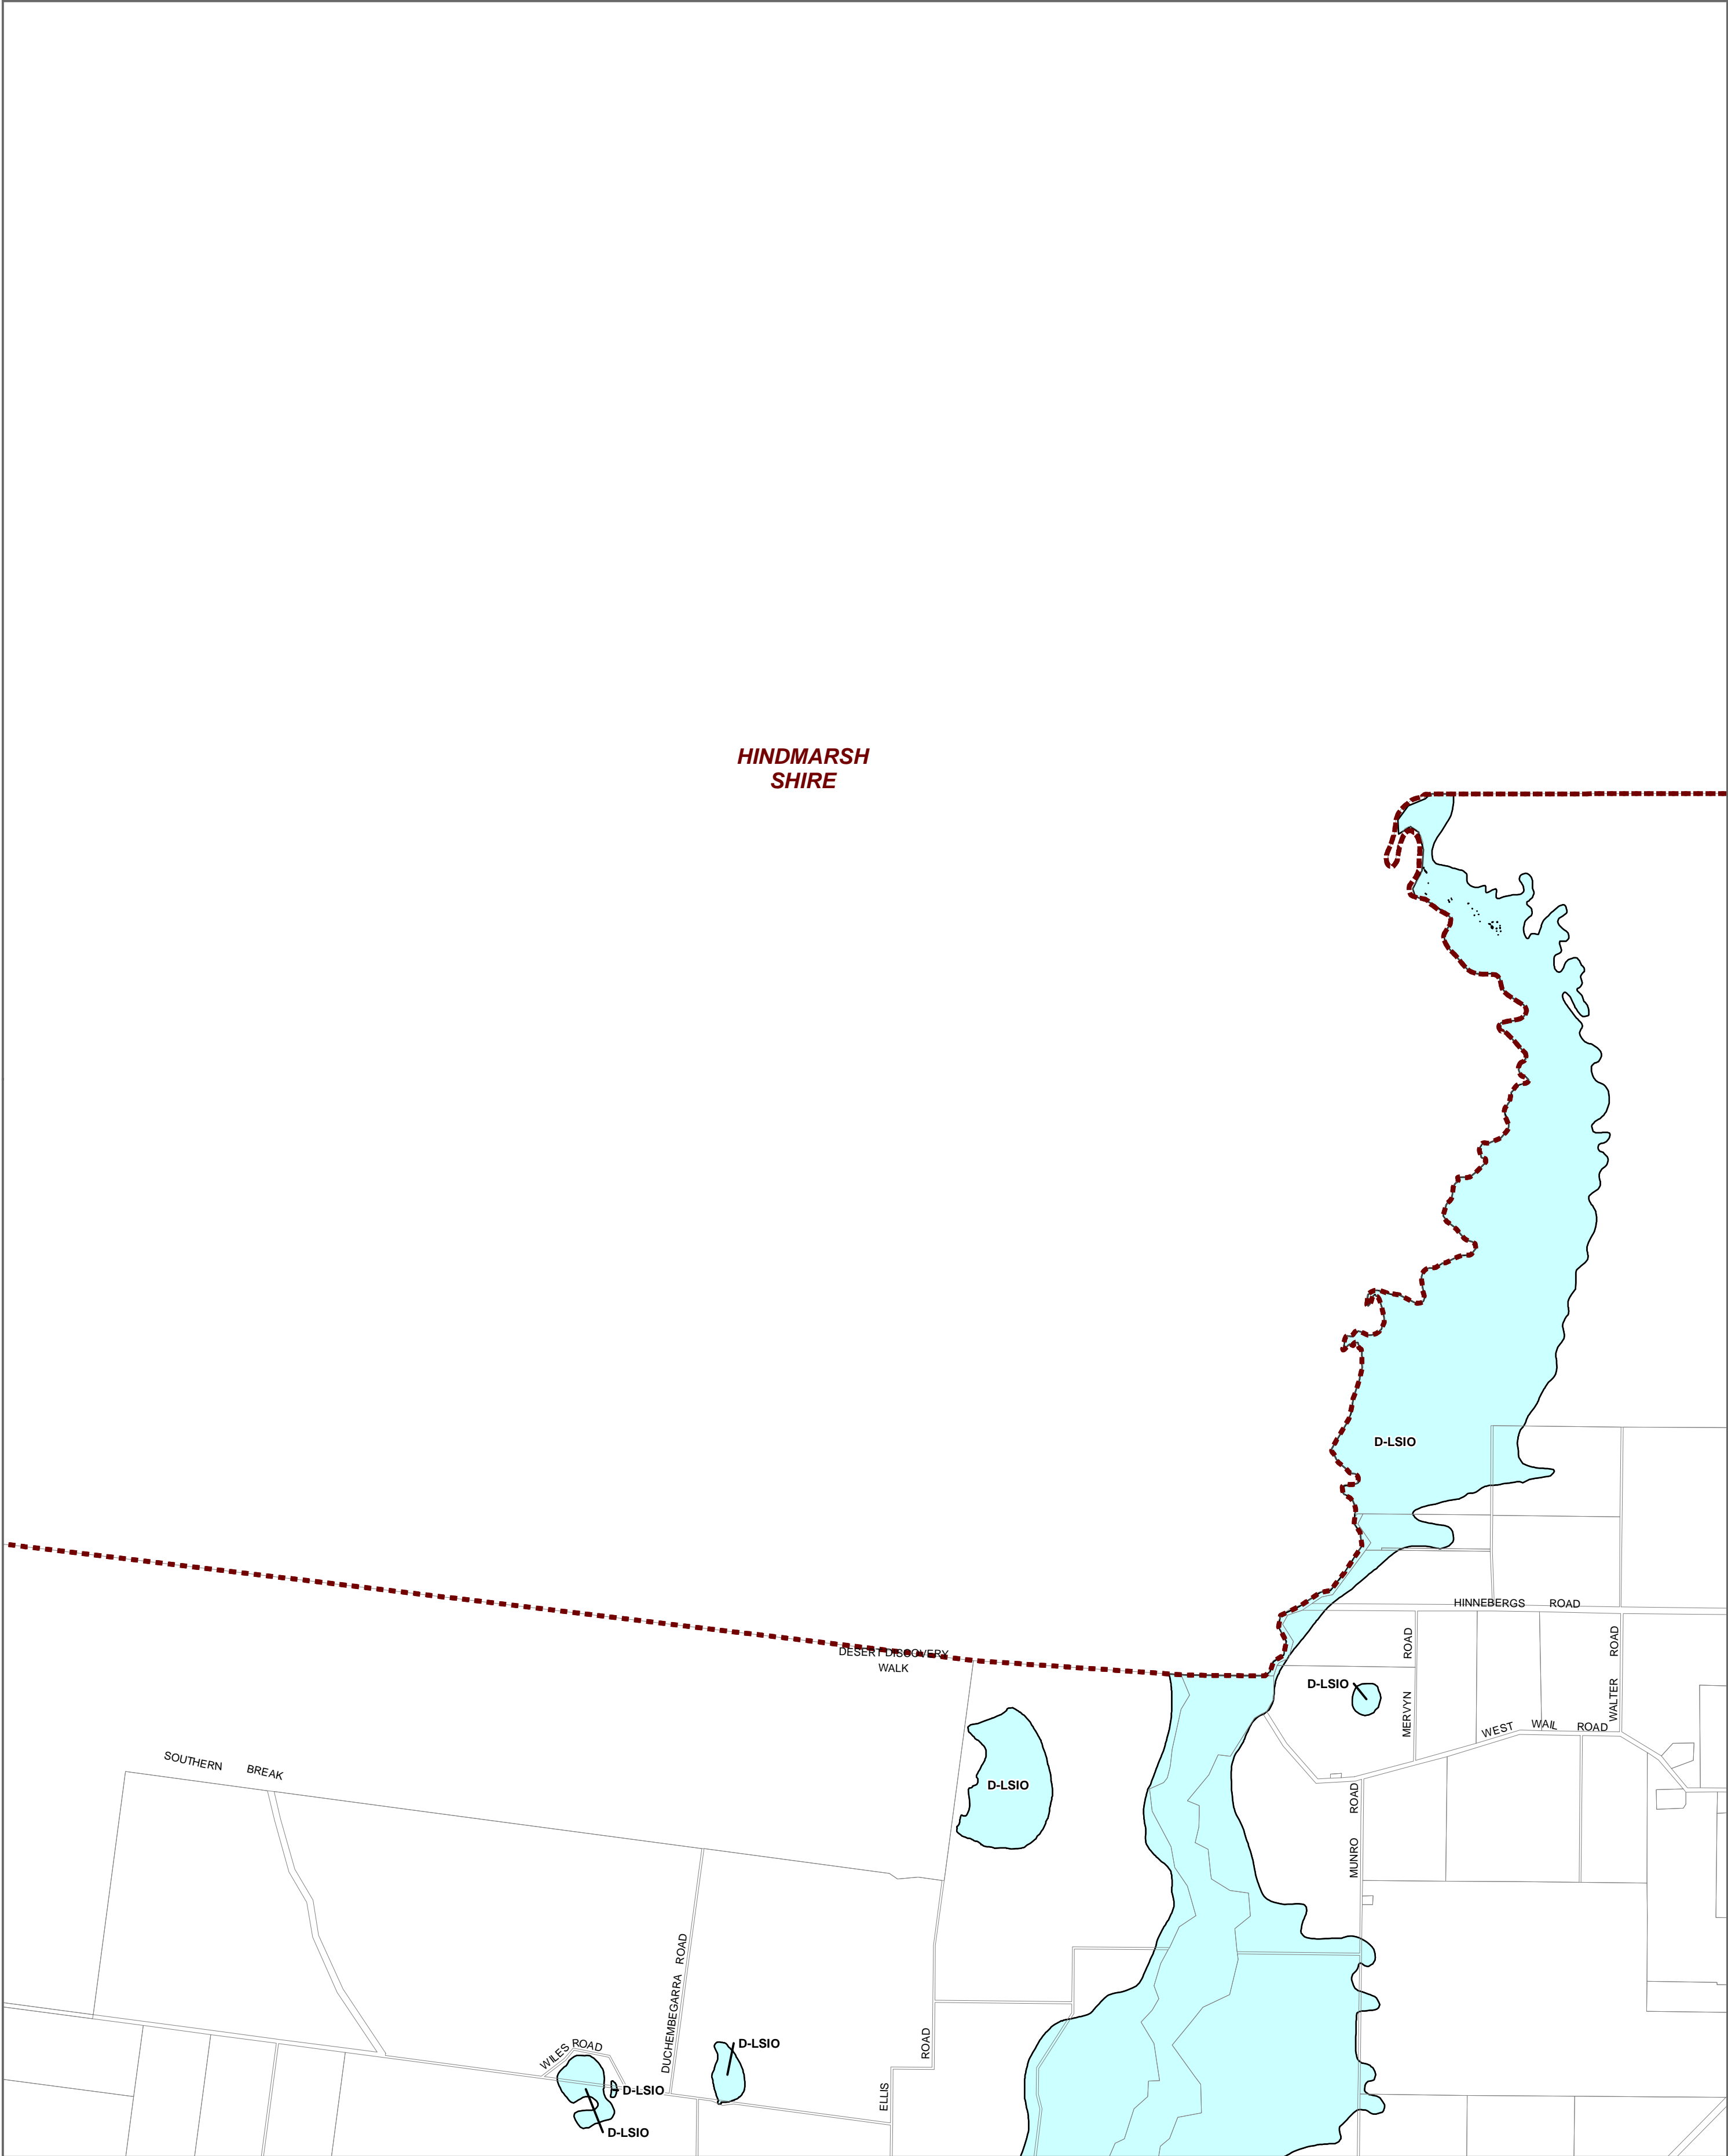 HINDMARSH
SHIRE
D-LSIO
HINNEBERGS ROAD
DESERT DISCOVERY
WALK
D-LSIO
MERVYN ROAD
WALTER ROAD
WEST WAIL ROAD
SOUTHERN BREAK
D-LSIO
MUNRO ROAD
DUCHEMBEGARRA ROAD
WILES ROAD
D-LSIO
ELLIS ROAD
D-LSIO
D-LSIO